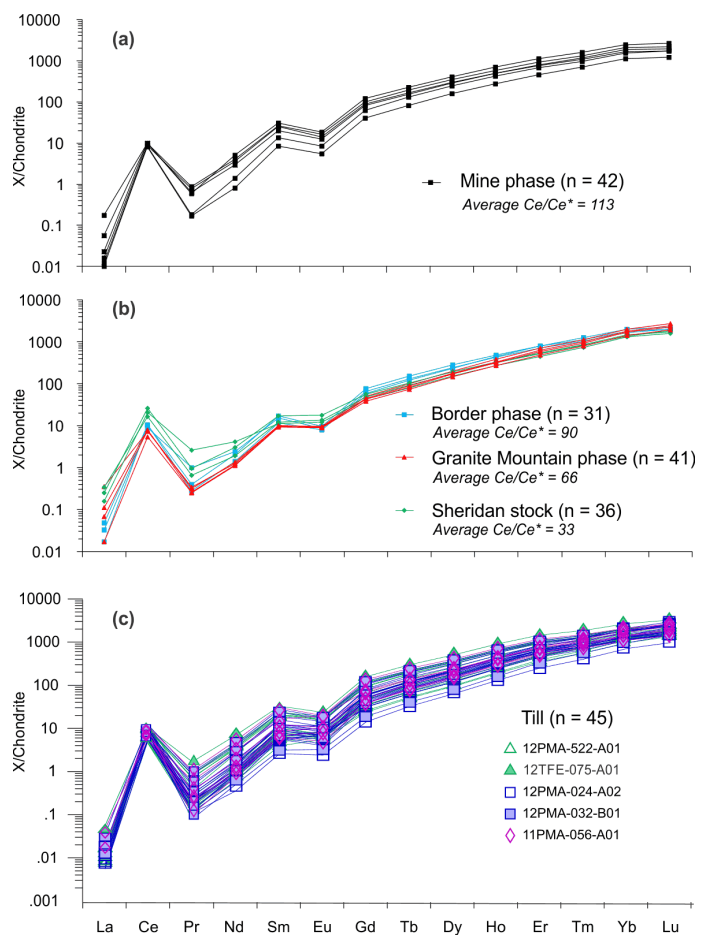 10000
(a)
1000
100
10
1
0.1
0.01
X/Chondrite
Mine phase (n = 42)
Average Ce/Ce* = 113
10000
(b)
1000
100
10
1
0.1
0.01
X/Chondrite
Border phase (n = 31)
Average Ce/Ce* = 90
Granite Mountain phase (n = 41)
Average Ce/Ce* = 66
Sheridan stock (n = 36)
Average Ce/Ce* = 33
10000
(c)
1000
100
10
1
.1
.01
.001
X/Chondrite
Till (n = 45)
12PMA-522-A01
12TFE-075-A01
12PMA-024-A02
12PMA-032-B01
11PMA-056-A01
La Ce Pr Nd Sm Eu Gd Tb Dy Ho Er Tm Yb Lu